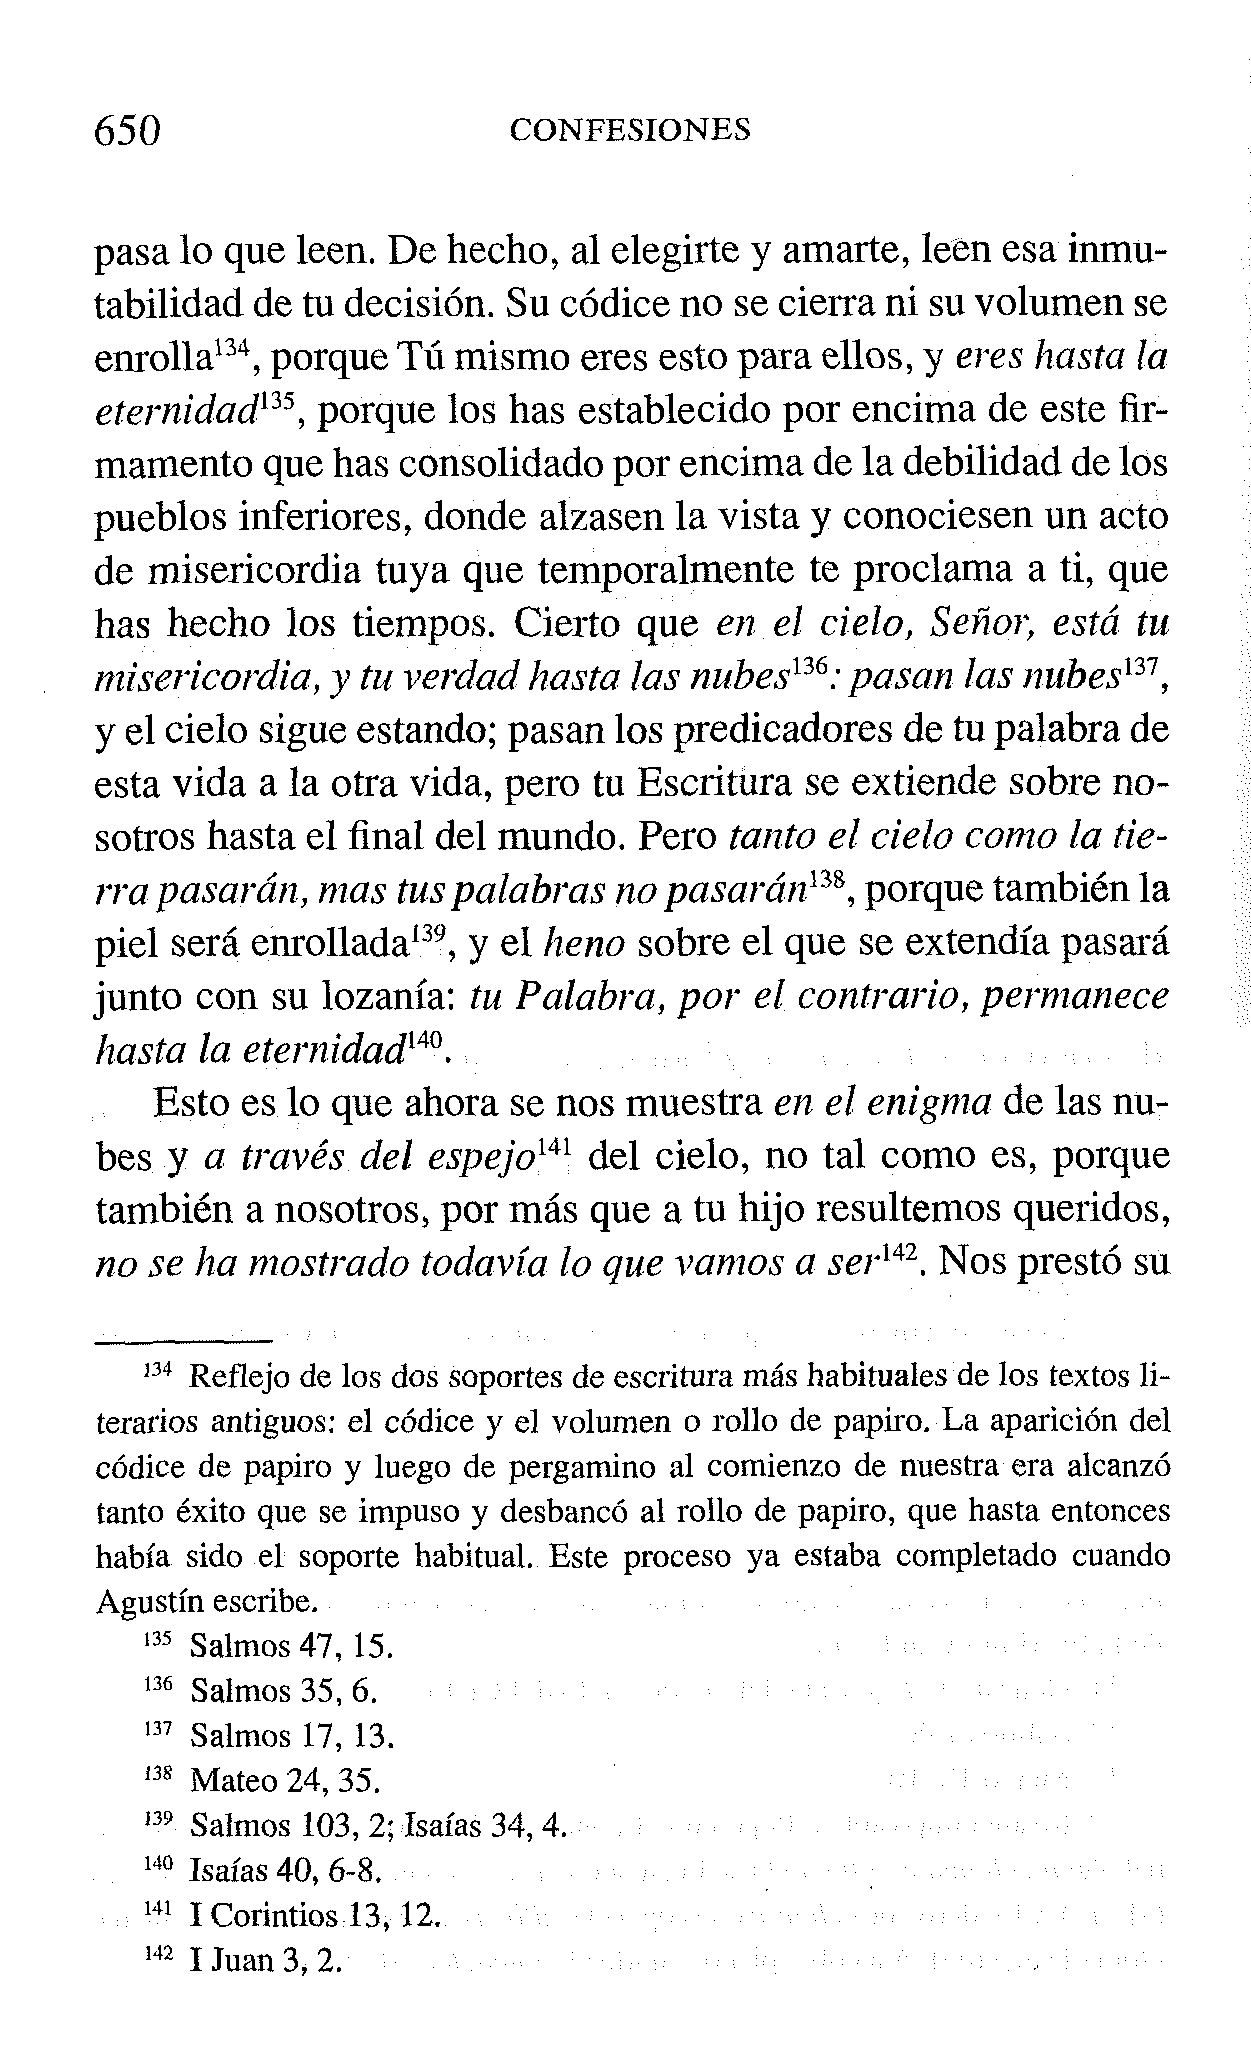 650 CONFESIONES
pasa lo que leen. De hecho, al elegirte y amarte, leen esa inmu-
tabilidad de tu decisión. Su códice no se cierra ni su volumen se
enrolla¹³⁴, porque Tú mismo eres esto para ellos, y eres hasta la
eternidad¹³⁵, porque los has establecido por encima de este fir-
mamento que has consolidado por encima de la debilidad de los
pueblos inferiores, donde alzasen la vista y conociesen un acto
de misericordia tuya que temporalmente te proclama a ti, que
has hecho los tiempos. Cierto que en el cielo, Señor, está tu
misericordia, y tu verdad hasta las nubes¹³⁶: pasan las nubes¹³⁷,
y el cielo sigue estando; pasan los predicadores de tu palabra de
esta vida a la otra vida, pero tu Escritura se extiende sobre no-
sotros hasta el final del mundo. Pero tanto el cielo como la tie-
rra pasarán, mas tus palabras no pasarán¹³⁸, porque también la
piel será enrollada¹³⁹, y el heno sobre el que se extendía pasará
junto con su lozanía: tu Palabra, por el contrario, permanece
hasta la eternidad¹⁴⁰.
Esto es lo que ahora se nos muestra en el enigma de las nu-
bes y a través del espejo¹⁴¹ del cielo, no tal como es, porque
también a nosotros, por más que a tu hijo resultemos queridos,
no se ha mostrado todavía lo que vamos a ser¹⁴². Nos prestó su
¹³⁴ Reflejo de los dos soportes de escritura más habituales de los textos li-
terarios antiguos: el códice y el volumen o rollo de papiro. La aparición del
códice de papiro y luego de pergamino al comienzo de nuestra era alcanzó
tanto éxito que se impuso y desbancó al rollo de papiro, que hasta entonces
había sido el soporte habitual. Este proceso ya estaba completado cuando
Agustín escribe.
¹³⁵ Salmos 47, 15.
¹³⁶ Salmos 35, 6.
¹³⁷ Salmos 17, 13.
¹³⁸ Mateo 24, 35.
¹³⁹ Salmos 103, 2; Isaías 34, 4.
¹⁴⁰ Isaías 40, 6-8.
¹⁴¹ I Corintios 13, 12.
¹⁴² I Juan 3, 2.